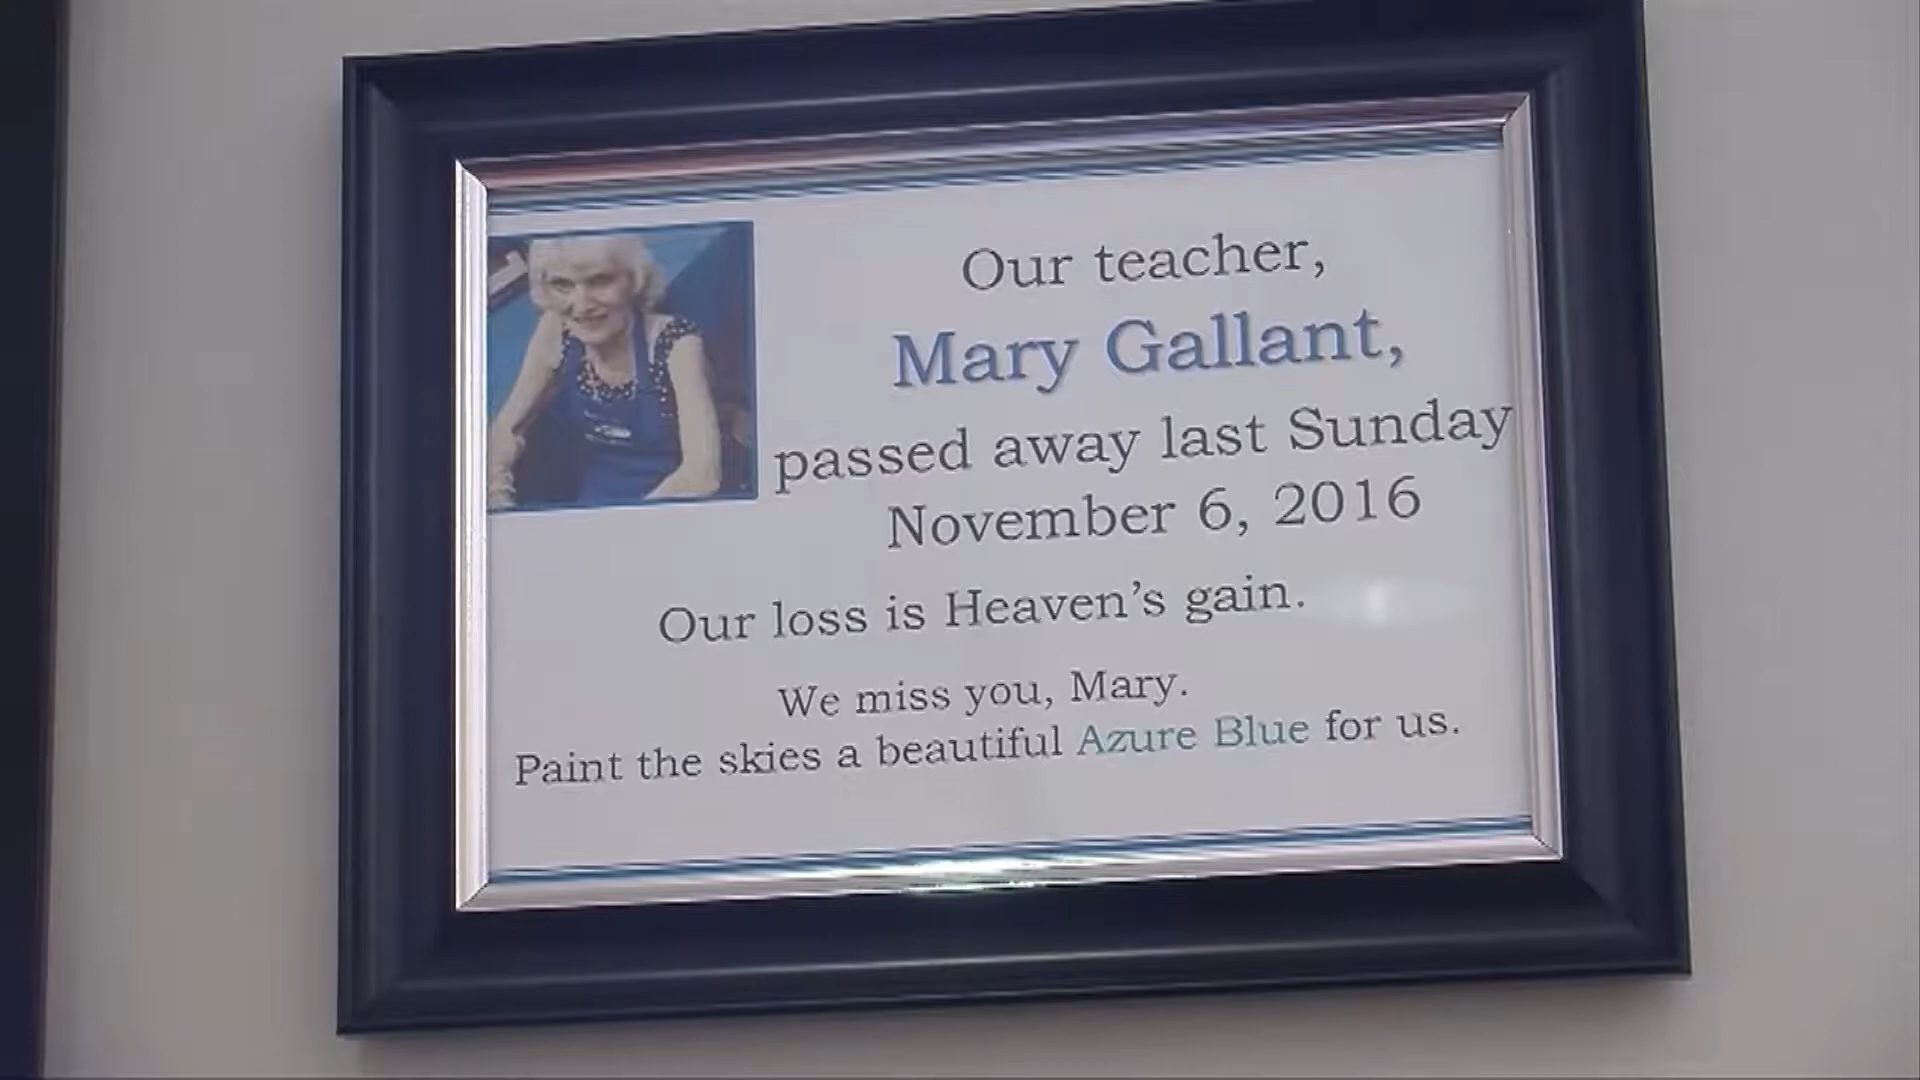 Our teacher,
Mary Gallant,
passed away last Sunday
November 6, 2016
Our loss is Heaven's gain.
We miss you, Mary.
Paint the skies a beautiful Azure Blue for us.